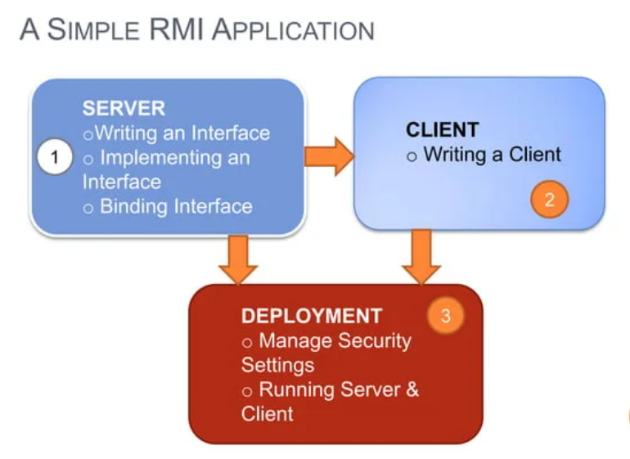 A SIMPLE RMI APPLICATION
1
SERVER
oWriting an Interface
o Implementing an
Interface
o Binding Interface
CLIENT
o Writing a Client
2
DEPLOYMENT
3
o Manage Security
Settings
o Running Server &
Client